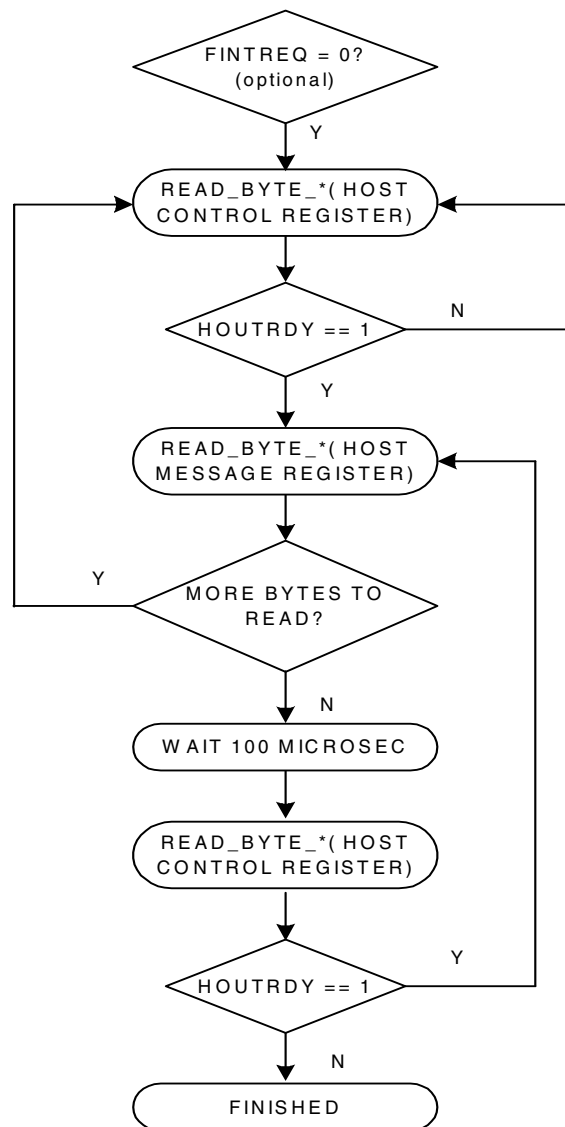 FINTREQ = 0?
(optional)
Y
READ_BYTE_*(HOST
CONTROL REGISTER)
HOUTRDY == 1
N
Y
READ_BYTE_*(HOST
MESSAGE REGISTER)
Y
MORE BYTES TO
READ?
N
WAIT 100 MICROSEC
READ_BYTE_*(HOST
CONTROL REGISTER)
HOUTRDY == 1
Y
N
FINISHED